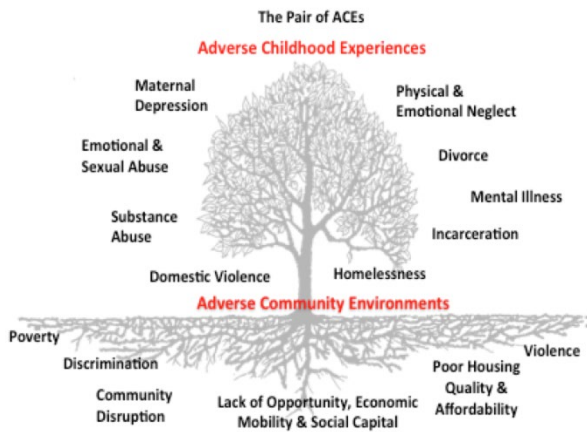 The Pair of ACEs
Adverse Childhood Experiences
Maternal
Depression
Physical &
Emotional Neglect
Emotional &
Sexual Abuse
Divorce
Mental Illness
Substance
Abuse
Incarceration
Domestic Violence
Homelessness
Adverse Community Environments
Poverty
Violence
Discrimination
Poor Housing
Quality &
Affordability
Community
Disruption
Lack of Opportunity, Economic
Mobility & Social Capital